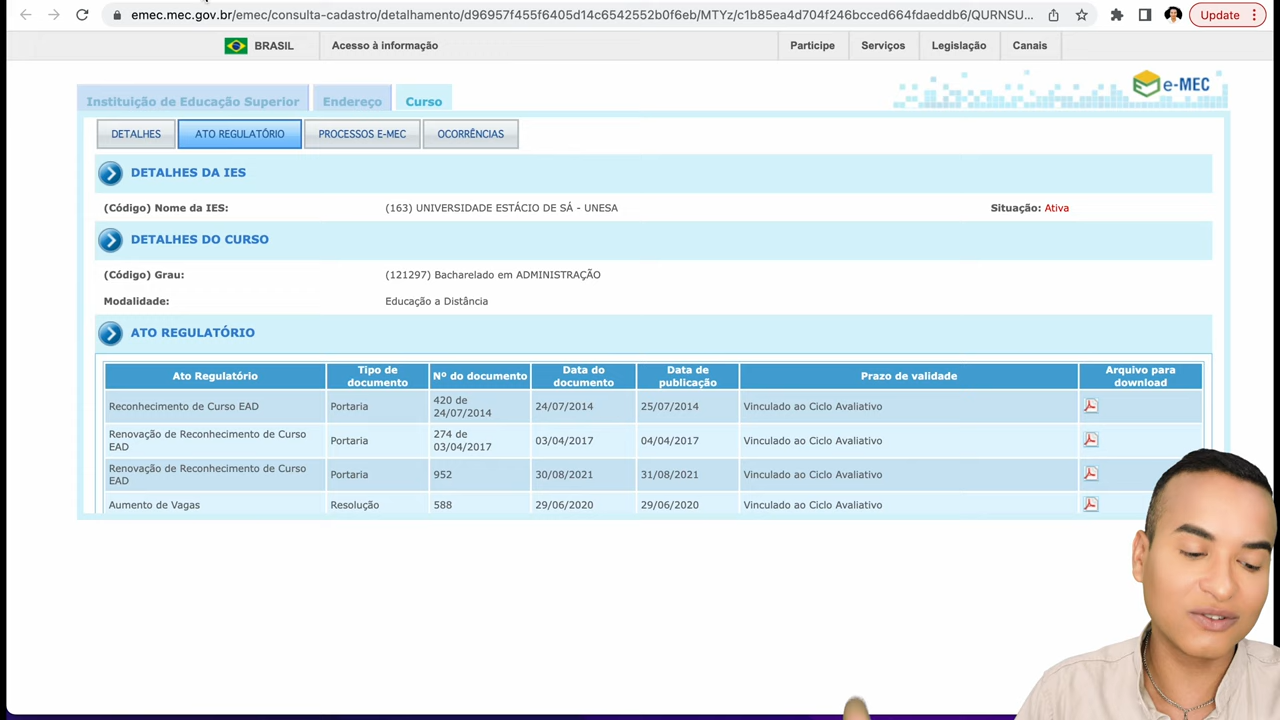 emec.mec.gov.br/emec/consulta-cadastro/detalhamento/d96957f455f6405d14c6542552b0f6eb/MTYz/c1b85ea4d704f246bcced664fdaeddb6/QURNSU...
Update
BRASIL
Acesso à informação
Participe
Serviços
Legislação
Canais
Instituição de Educação Superior
Endereço
Curso
e-MEC
DETALHES
ATO REGULATÓRIO
PROCESSOS E-MEC
OCORRÊNCIAS
DETALHES DA IES
(Código) Nome da IES: (163) UNIVERSIDADE ESTÁCIO DE SÁ - UNESA Situação: Ativa
DETALHES DO CURSO
(Código) Grau: (121297) Bacharelado em ADMINISTRAÇÃO
Modalidade: Educação a Distância
ATO REGULATÓRIO
Ato Regulatório
Tipo de
documento
Nº do documento
Data do
documento
Data de
publicação
Prazo de validade
Arquivo para
download
Reconhecimento de Curso EAD
Portaria
420 de
24/07/2014
24/07/2014
25/07/2014
Vinculado ao Ciclo Avaliativo
Renovação de Reconhecimento de Curso
EAD
Portaria
274 de
03/04/2017
03/04/2017
04/04/2017
Vinculado ao Ciclo Avaliativo
Renovação de Reconhecimento de Curso
EAD
Portaria
952
30/08/2021
31/08/2021
Vinculado ao Ciclo Avaliativo
Aumento de Vagas
Resolução
588
29/06/2020
29/06/2020
Vinculado ao Ciclo Avaliativo